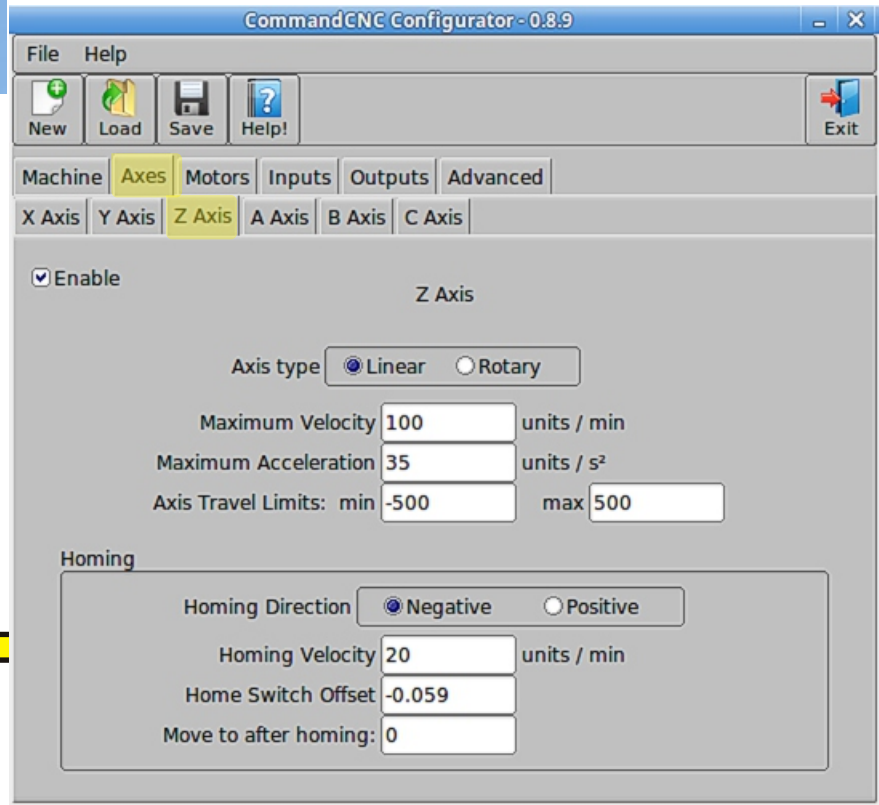 CommandCNC Configurator - 0.8.9
File Help
New Load Save Help! Exit
Machine Axes Motors Inputs Outputs Advanced
X Axis Y Axis Z Axis A Axis B Axis C Axis
Enable
Z Axis
Axis type Linear Rotary
Maximum Velocity 100 units / min
Maximum Acceleration 35 units / s²
Axis Travel Limits: min -500 max 500
Homing
Homing Direction Negative Positive
Homing Velocity 20 units / min
Home Switch Offset -0.059
Move to after homing: 0